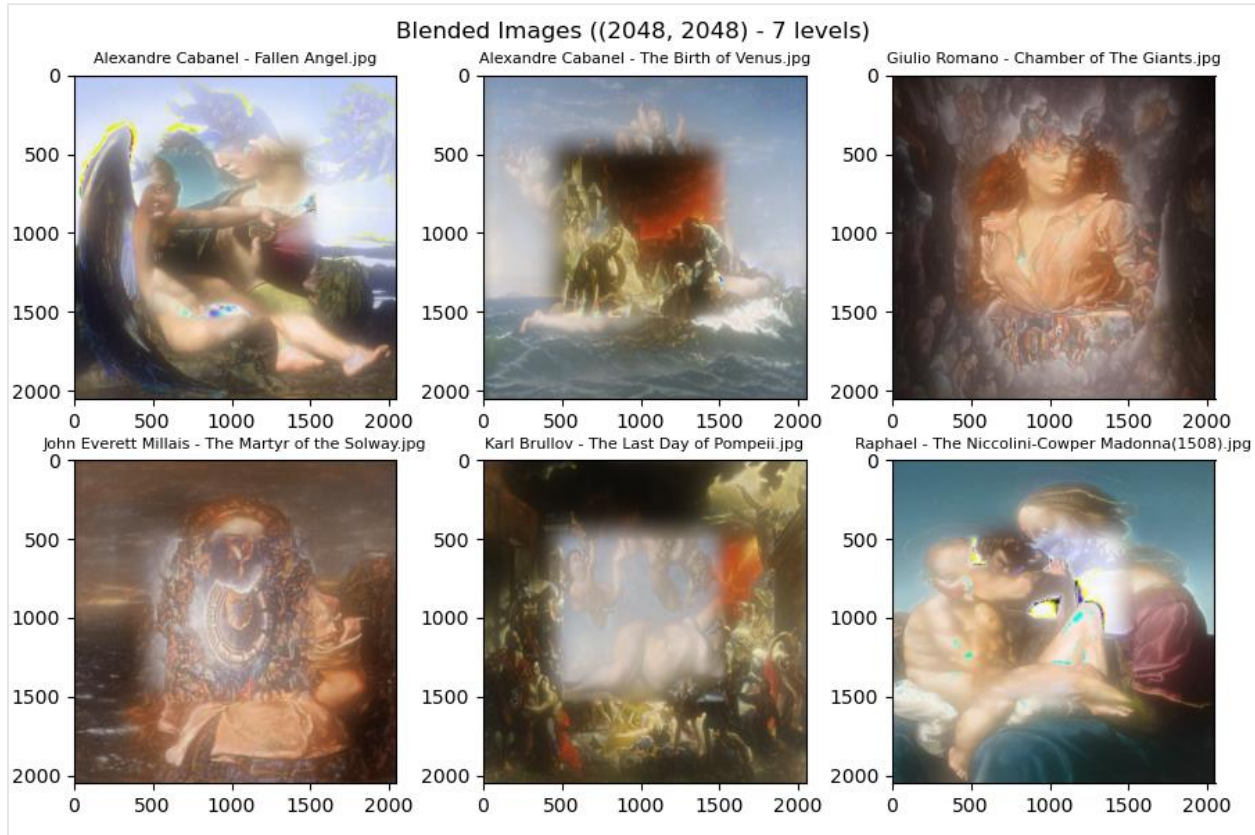 Blended Images ((2048, 2048) - 7 levels)
Alexandre Cabanel - Fallen Angel.jpg
Alexandre Cabanel - The Birth of Venus.jpg
Giulio Romano - Chamber of The Giants.jpg
0
500
1000
1500
2000
0 500 1000 1500 2000
0
500
1000
1500
2000
0 500 1000 1500 2000
0
500
1000
1500
2000
0 500 1000 1500 2000
John Everett Millais - The Martyr of the Solway.jpg
Karl Brullov - The Last Day of Pompeii.jpg
Raphael - The Niccolini-Cowper Madonna(1508).jpg
0
500
1000
1500
2000
0 500 1000 1500 2000
0
500
1000
1500
2000
0 500 1000 1500 2000
0
500
1000
1500
2000
0 500 1000 1500 2000